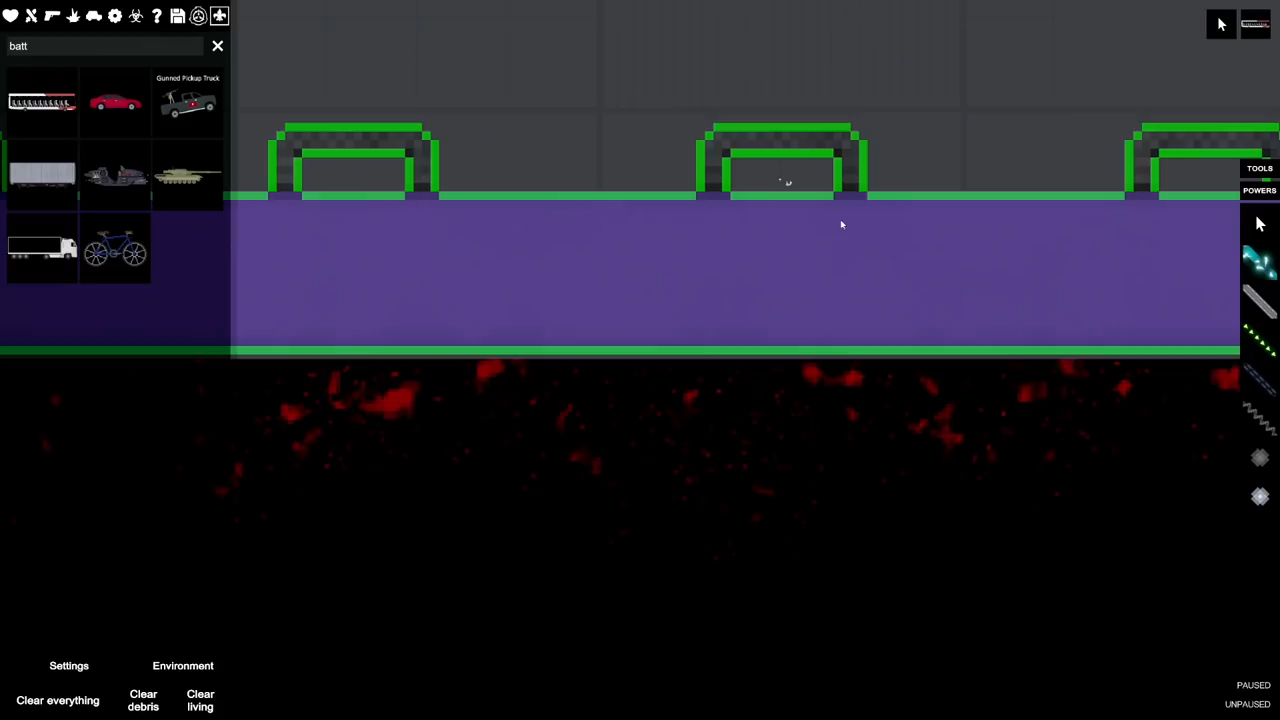 batt
Gunned Pickup Truck
TOOLS
POWERS
Settings
Environment
Clear everything
Clear debris
Clear living
PAUSED
UNPAUSED